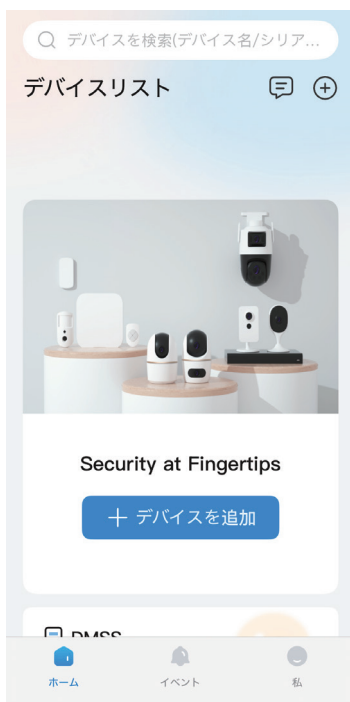 デバイスを検索(デバイス名/シリア...
デバイスリスト
Security at Fingertips
+ デバイスを追加
DMSS
ホーム
イベント
私